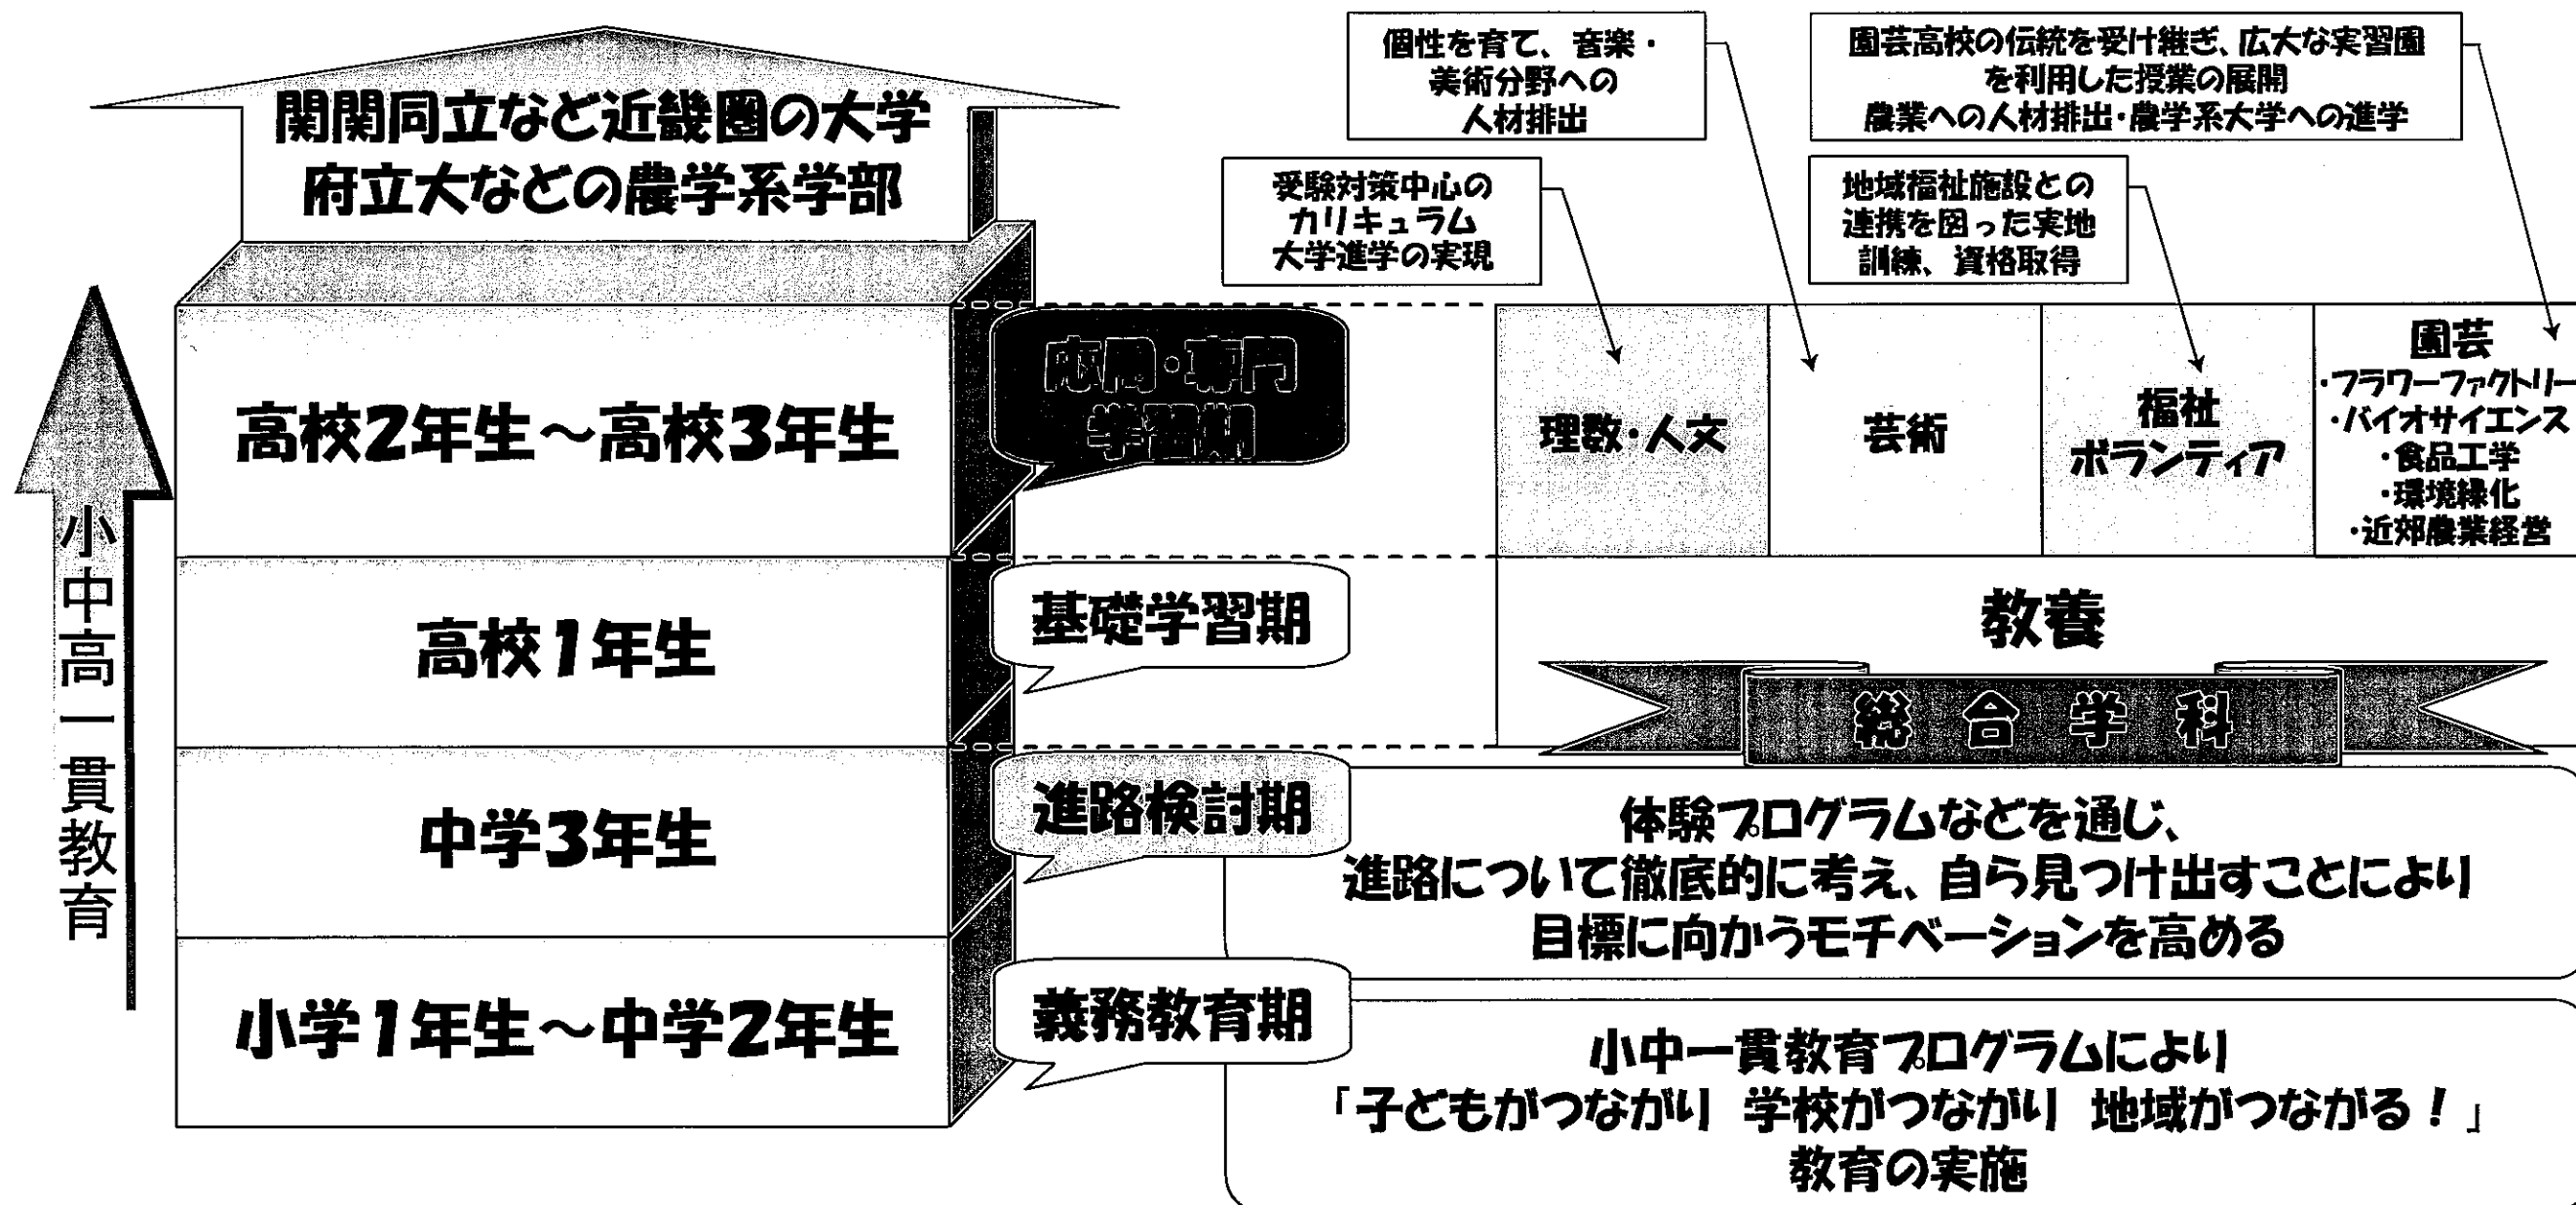 関関同立など近畿圏の大学
府立大などの農学系学部
個性を育て、音楽・
美術分野への
人材排出
園芸高校の伝統を受け継ぎ、広大な実習園
を利用した授業の展開
農業への人材排出・農学系大学への進学
受験対策中心の
カリキュラム
大学進学の実現
地域福祉施設との
連携を図った実地
訓練、資格取得
小中高一貫教育
高校2年生～高校3年生
応用・専門
学習期
理数・人文
芸術
福祉
ボランティア
園芸
・フラワーファクトリー
・バイオサイエンス
・食品工学
・環境緑化
・近郊農業経営
高校1年生
基礎学習期
教養
総合学科
中学3年生
進路検討期
体験プログラムなどを通じ、
進路について徹底的に考え、自ら見つけ出すことにより
目標に向かうモチベーションを高める
小学1年生～中学2年生
義務教育期
小中一貫教育プログラムにより
「子どもがつながり 学校がつながり 地域がつながる！」
教育の実施